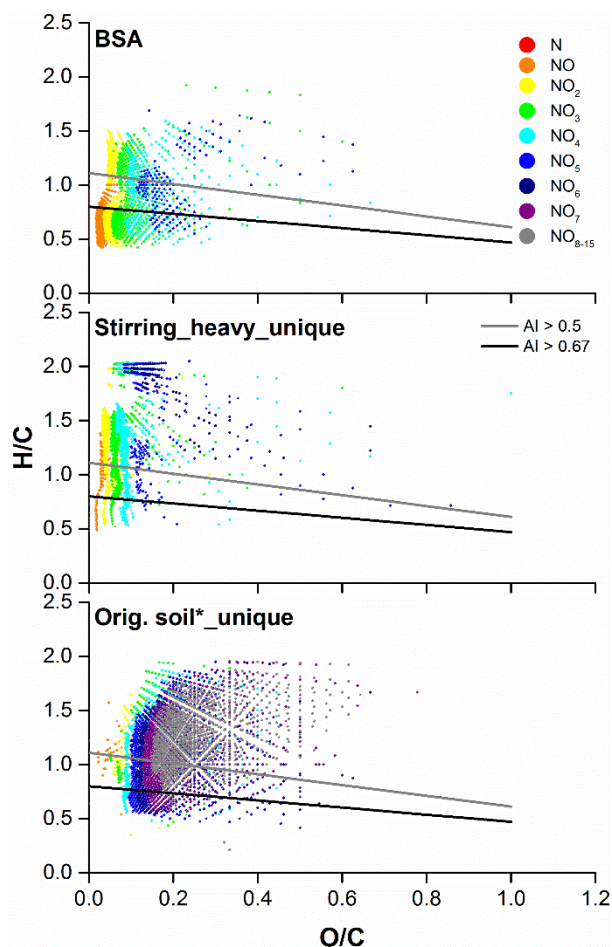 2.5
BSA
N
NO
NO₂
NO₃
NO₄
NO₅
NO₆
NO₇
NO₈₋₁₅
2.0
1.5
1.0
0.5
0.0
2.5
Stirring_heavy_unique
AI > 0.5
AI > 0.67
2.0
1.5
1.0
0.5
0.0
H/C
2.5
Orig. soil*_unique
2.0
1.5
1.0
0.5
0.0
0.0 0.2 0.4 0.6 0.8 1.0 1.2
O/C